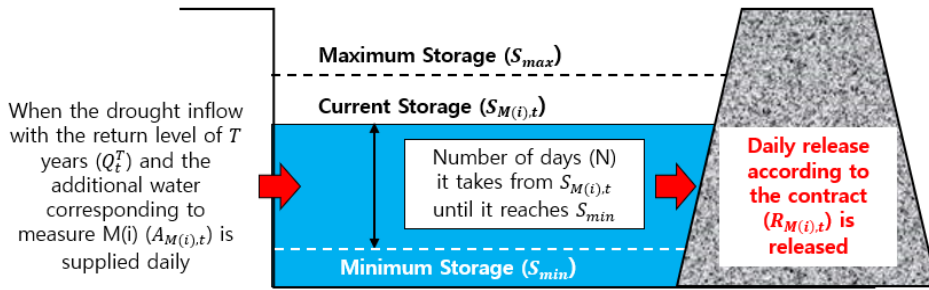 Maximum Storage (S_max)
Current Storage (S_M(i),t)
When the drought inflow
with the return level of T
years (Q_t^T) and the
additional water
corresponding to
measure M(i) (A_M(i),t) is
supplied daily
Number of days (N)
it takes from S_M(i),t
until it reaches S_min
Minimum Storage (S_min)
Daily release
according to
the contract
(R_M(i),t) is
released